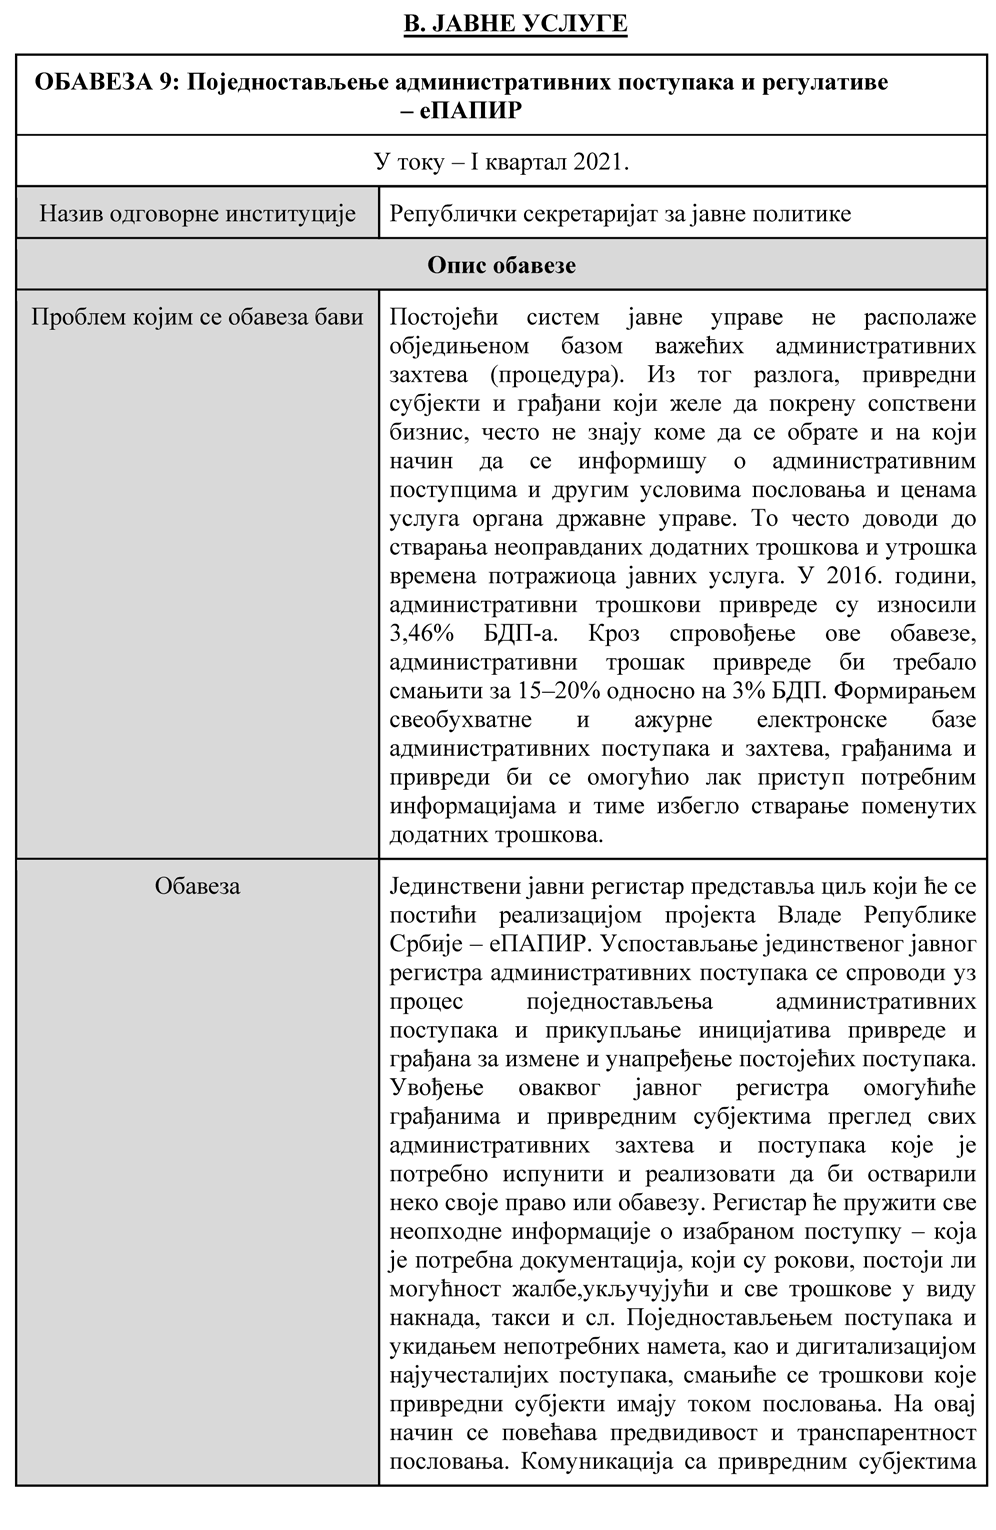 В. ЈАВНЕ УСЛУГЕ
ОБАВЕЗА 9: Поједностављење административних поступака и регулативе
– еПАПИР
У току – I квартал 2021.
Назив одговорне институције
Републички секретаријат за јавне политике
Опис обавезе
Проблем којим се обавеза бави
Постојећи систем јавне управе не располаже
обједињеном базом важећих административних
захтева (процедура). Из тог разлога, привредни
субјекти и грађани који желе да покрену сопствени
бизнис, често не знају коме да се обрате и на који
начин да се информишу о административним
поступцима и другим условима пословања и ценама
услуга органа државне управе. То често доводи до
стварања неоправданих додатних трошкова и утрошка
времена потражиоца јавних услуга. У 2016. години,
административни трошкови привреде су износили
3,46% БДП-а. Кроз спровођење ове обавезе,
административни трошак привреде би требало
смањити за 15–20% односно на 3% БДП. Формирањем
свеобухватне и ажурне електронске базе
административних поступака и захтева, грађанима и
привреди би се омогућио лак приступ потребним
информацијама и тиме избегло стварање поменутих
додатних трошкова.
Обавеза
Јединствени јавни регистар представља циљ који ће се
постићи реализацијом пројекта Владе Републике
Србије – еПАПИР. Успостављање јединственог јавног
регистра административних поступака се спроводи уз
процес поједностављења административних
поступака и прикупљање иницијатива привреде и
грађана за измене и унапређење постојећих поступака.
Увођење оваквог јавног регистра омогућиће
грађанима и привредним субјектима преглед свих
административних захтева и поступака које је
потребно испунити и реализовати да би остварили
неко своје право или обавезу. Регистар ће пружити све
неопходне информације о изабраном поступку – која
је потребна документација, који су рокови, постоји ли
могућност жалбе,укључујући и све трошкове у виду
накнада, такси и сл. Поједностављењем поступака и
укидањем непотребних намета, као и дигитализацијом
најучесталијих поступака, смањиће се трошкови које
привредни субјекти имају током пословања. На овај
начин се повећава предвидивост и транспарентност
пословања. Комуникација са привредним субјектима